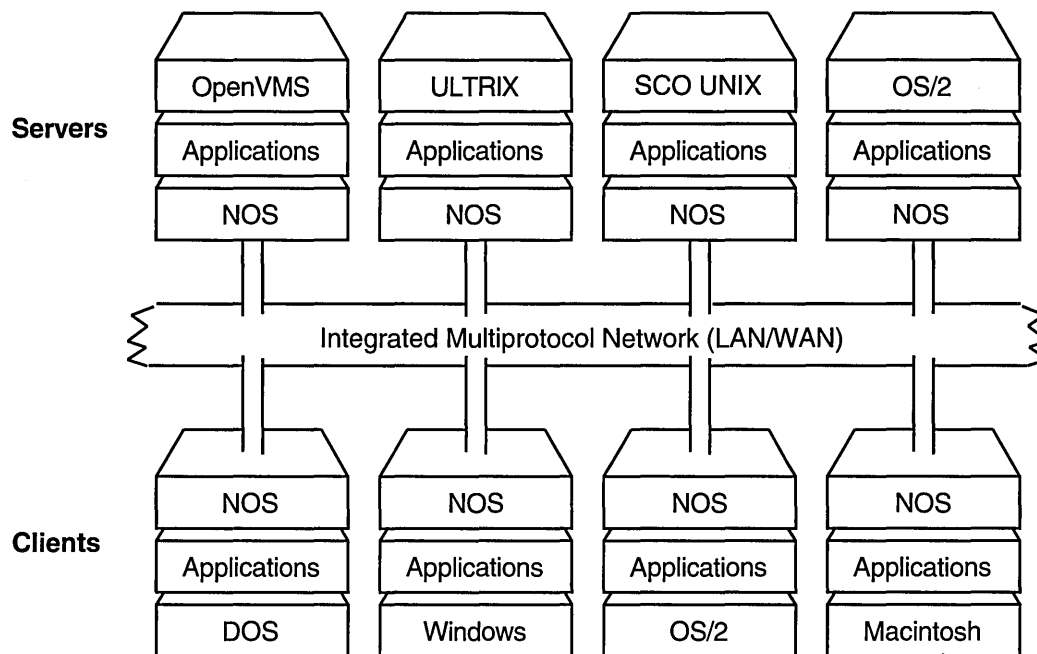 OpenVMS ULTRIX SCO UNIX OS/2
Servers
Applications Applications Applications Applications
NOS NOS NOS NOS
Integrated Multiprotocol Network (LAN/WAN)
NOS NOS NOS NOS
Clients
Applications Applications Applications Applications
DOS Windows OS/2 Macintosh